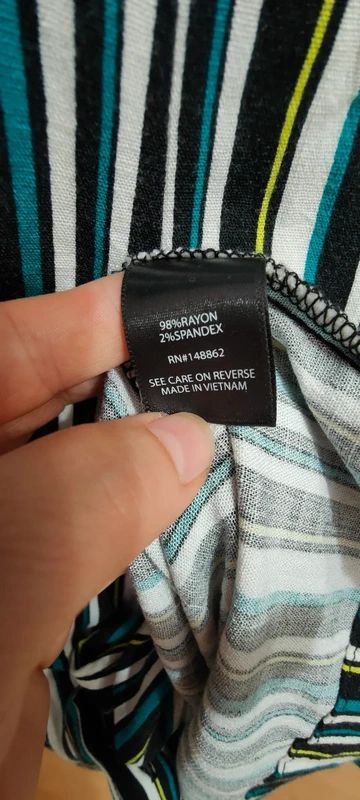 98%RAYON
2%SPANDEX
RN#148862
SEE CARE ON REVERSE
MADE IN VIETNAM